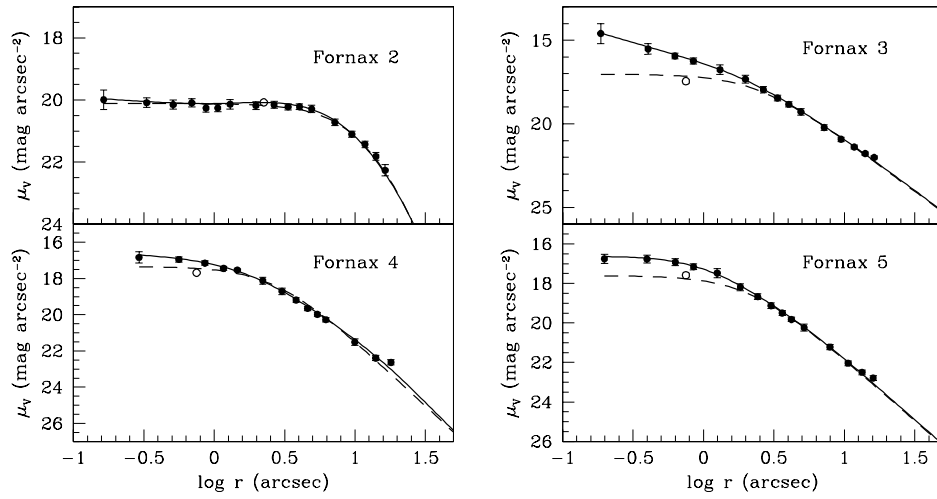 Fornax 2
18
20
22
24
μV (mag arcsec⁻²)
Fornax 3
15
20
25
μV (mag arcsec⁻²)
Fornax 4
16
18
20
22
24
26
μV (mag arcsec⁻²)
-1 -0.5 0 0.5 1 1.5
log r (arcsec)
Fornax 5
16
18
20
22
24
26
μV (mag arcsec⁻²)
-1 -0.5 0 0.5 1 1.5
log r (arcsec)